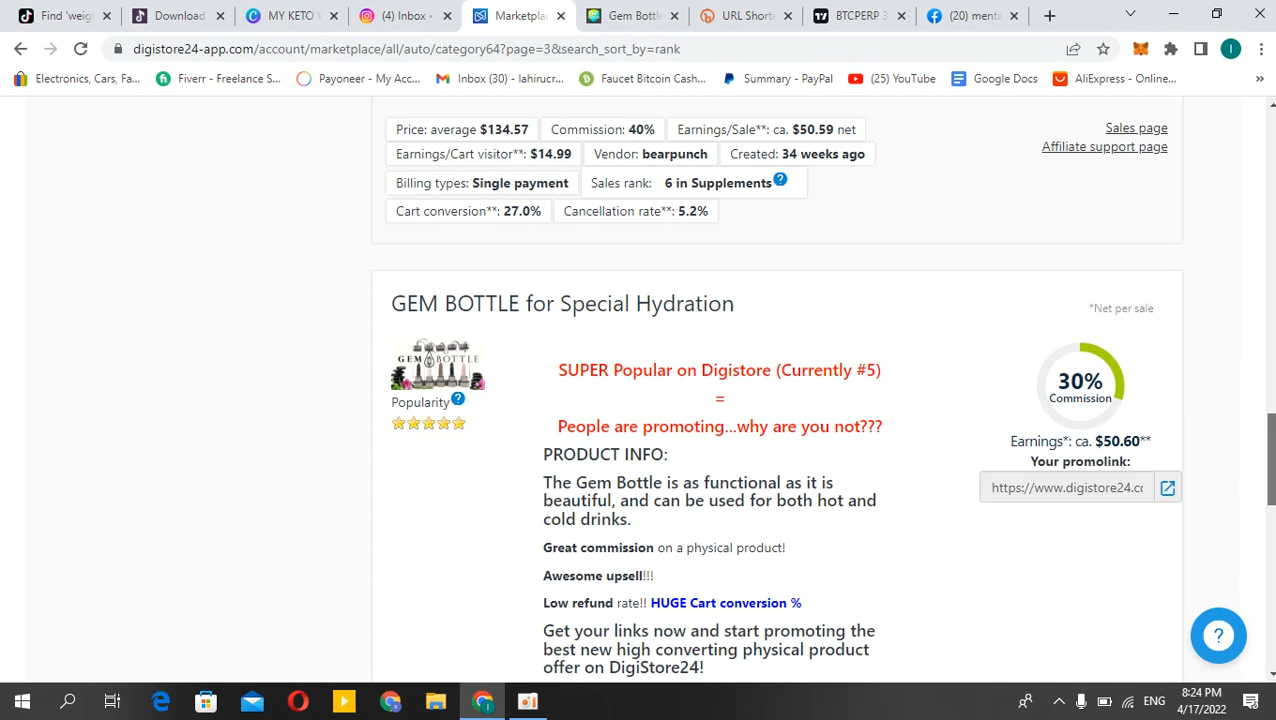 Find 'weig
Download
MY KETO
(4) Inbox
Marketpla
Gem Bottl
URL Short
BTCPERP 3
(20) menta
digistore24-app.com/account/marketplace/all/auto/category64?page=3&search_sort_by=rank
Electronics, Cars, Fa...
Fiverr - Freelance S...
Payoneer - My Acc...
Inbox (30) - lahirucr...
Faucet Bitcoin Cash...
Summary - PayPal
(25) YouTube
Google Docs
AliExpress - Online...
»
Price: average $134.57
Commission: 40%
Earnings/Sale**: ca. $50.59 net
Sales page
Earnings/Cart visitor**: $14.99
Vendor: bearpunch
Created: 34 weeks ago
Affiliate support page
Billing types: Single payment
Sales rank: 6 in Supplements
Cart conversion**: 27.0%
Cancellation rate**: 5.2%
GEM BOTTLE for Special Hydration
*Net per sale
GEM BOTTLE
Popularity
SUPER Popular on Digistore (Currently #5)
=
People are promoting...why are you not???
PRODUCT INFO:
The Gem Bottle is as functional as it is
beautiful, and can be used for both hot and
cold drinks.
Great commission on a physical product!
Awesome upsell!!!
Low refund rate!! HUGE Cart conversion %
Get your links now and start promoting the
best new high converting physical product
offer on DigiStore24!
30%
Commission
Earnings*: ca. $50.60**
Your promolink:
https://www.digistore24.cc
?
ENG
8:24 PM
4/17/2022